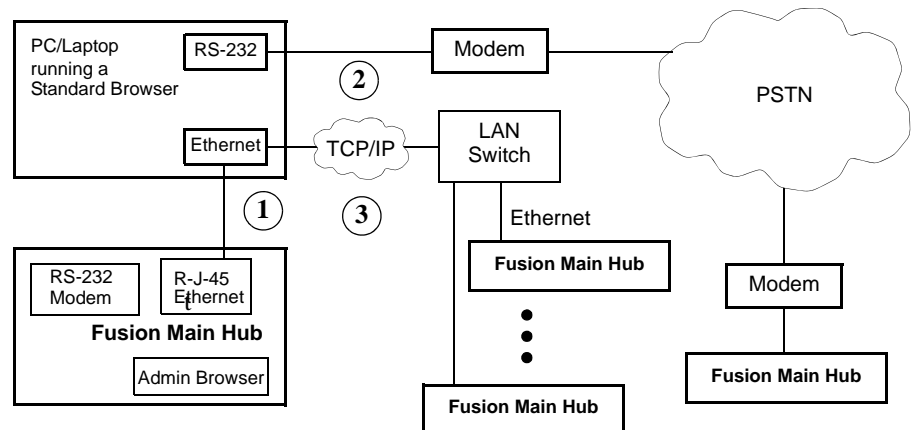 PC/Laptop
running a
Standard Browser
RS-232
Modem
PSTN
2
Ethernet
TCP/IP
LAN
Switch
1
3
Ethernet
Fusion Main Hub
RS-232
Modem
R-J-45
Ethernet
t
Fusion Main Hub
Admin Browser
Modem
Fusion Main Hub
Fusion Main Hub